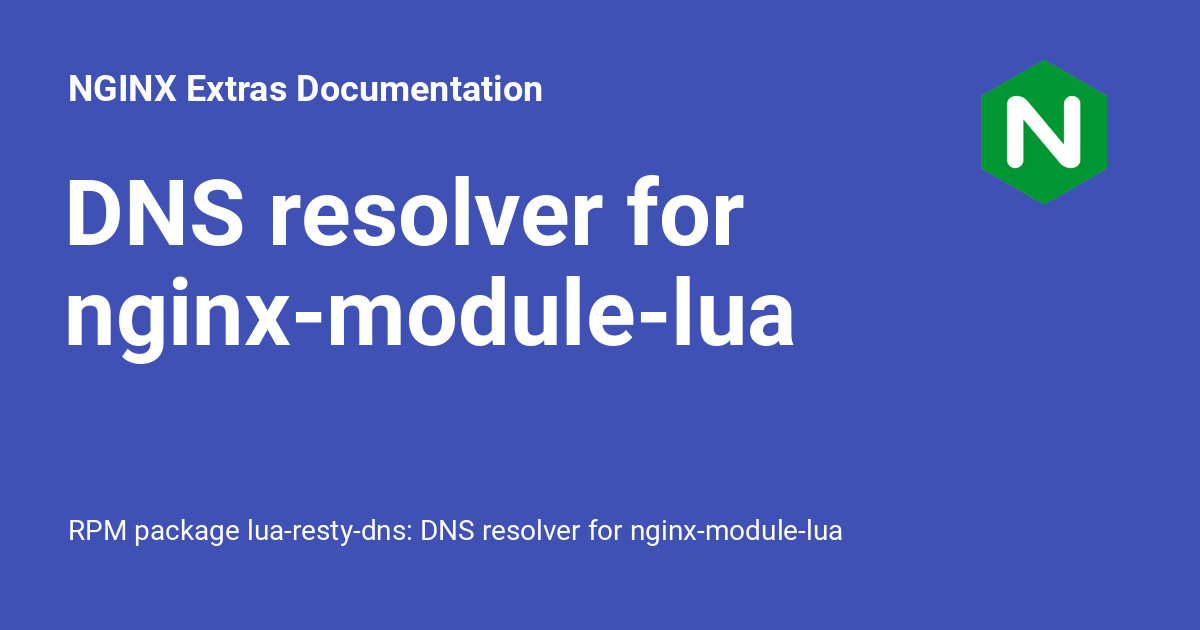 NGINX Extras Documentation
N
DNS resolver for
nginx-module-lua
RPM package lua-resty-dns: DNS resolver for nginx-module-lua